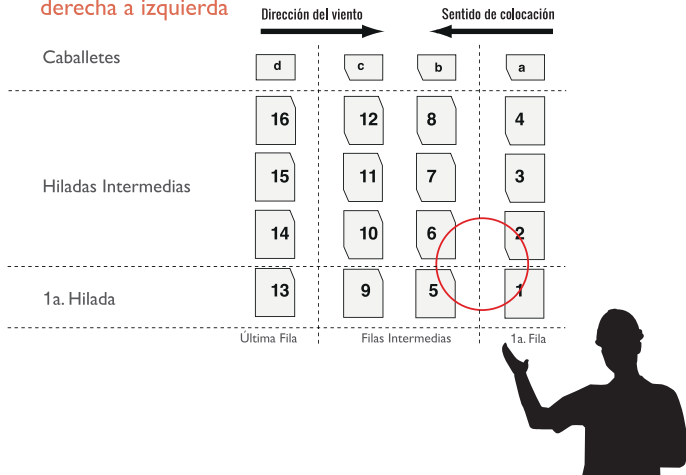 derecha a izquierda
Dirección del viento Sentido de colocación
Caballetes d c b a
16 12 8 4
Hiladas Intermedias 15 11 7 3
14 10 6 2
1a. Hilada 13 9 5 1
Última Fila Filas Intermedias 1a. Fila